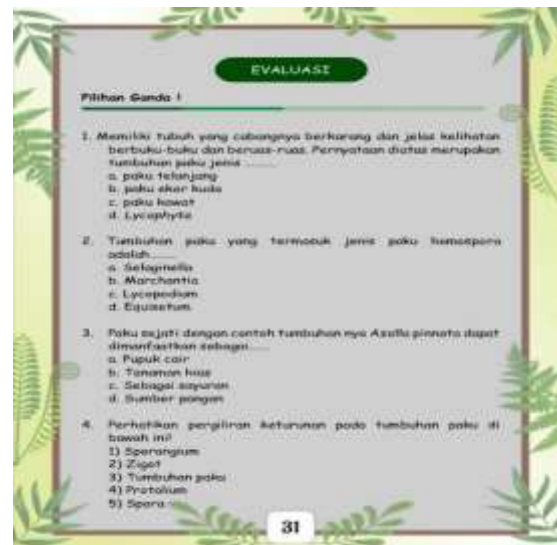 EVALUASI
Pilihan Ganda !
1. Memiliki tubuh yang cabangnya berkarang dan jelas kelihatan
berbuku-buku dan beruas-ruas. Pernyataan diatas merupakan
tumbuhan paku jenis ........
a. paku telanjang
b. paku ekor kuda
c. paku kawat
d. Lycophyta
2. Tumbuhan paku yang termasuk jenis paku homospora
adalah........
a. Selaginella
b. Marchantia
c. Lycopodium
d. Equisetum
3. Paku sejati dengan contoh tumbuhan nya Azolla pinnata dapat
dimanfaatkan sebagai......
a. Pupuk cair
b. Tanaman hias
c. Sebagai sayuran
d. Sumber pangan
4. Perhatikan pergiliran keturunan pada tumbuhan paku di
bawah ini!
1) Sporangium
2) Zigot
3) Tumbuhan paku
4) Protalium
5) Spora
31